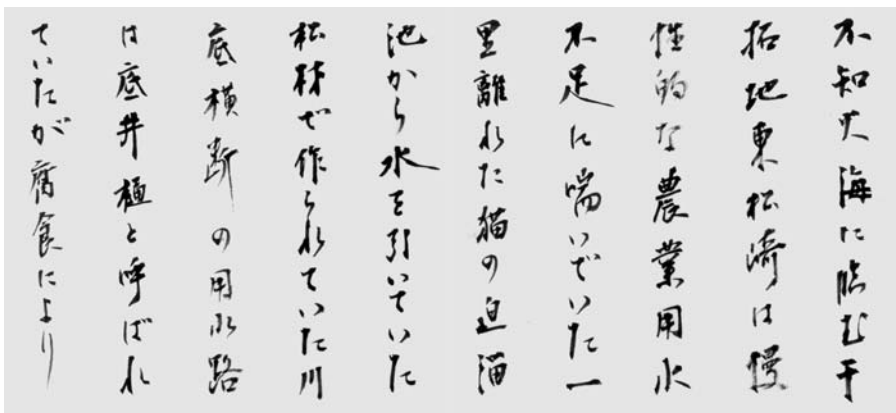 不知火海に臨む干
拓地東松崎は慢
性的な農業用水
不足に喘いでいた一
里離れた猫の迫溜
池から水を引いていた
松材で作られていた川
底横断の用水路
は底井樋と呼ばれ
ていたが腐食により